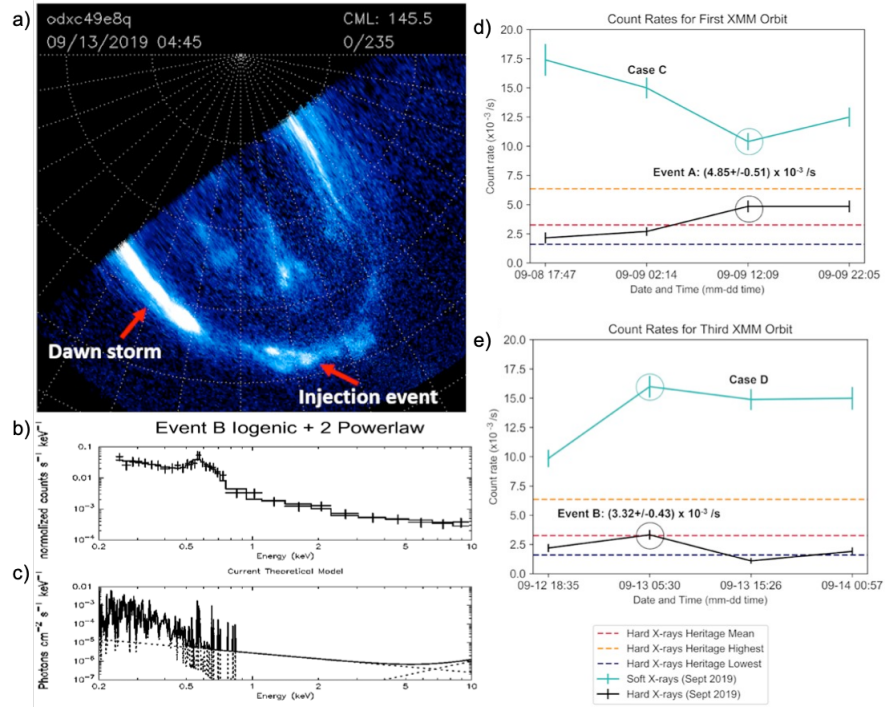 a)
odxc49e8q
CML: 145.5
09/13/2019 04:45
0/235
Dawn storm
Injection event
b)
Event B Iogenic + 2 Powerlaw
normalized counts s⁻¹ keV⁻¹
0.1
0.01
10⁻³
10⁻⁴
0.2
0.5
1
2
5
10
Energy (keV)
c)
Current Theoretical Model
Photons cm⁻² s⁻¹ keV⁻¹
0.01
10⁻³
10⁻⁴
10⁻⁵
10⁻⁶
10⁻⁷
0.2
0.5
1
2
5
10
Energy (keV)
d)
Count Rates for First XMM Orbit
Count rate (x10⁻³/s)
20.0
17.5
15.0
12.5
10.0
7.5
5.0
2.5
0.0
Case C
Event A: (4.85+/-0.51) x 10⁻³ /s
09-08 17:47
09-09 02:14
09-09 12:09
09-09 22:05
Date and Time (mm-dd time)
e)
Count Rates for Third XMM Orbit
Count rate (x10⁻³/s)
20.0
17.5
15.0
12.5
10.0
7.5
5.0
2.5
0.0
Case D
Event B: (3.32+/-0.43) x 10⁻³ /s
09-12 18:35
09-13 05:30
09-13 15:26
09-14 00:57
Date and Time (mm-dd time)
Hard X-rays Heritage Mean
Hard X-rays Heritage Highest
Hard X-rays Heritage Lowest
Soft X-rays (Sept 2019)
Hard X-rays (Sept 2019)